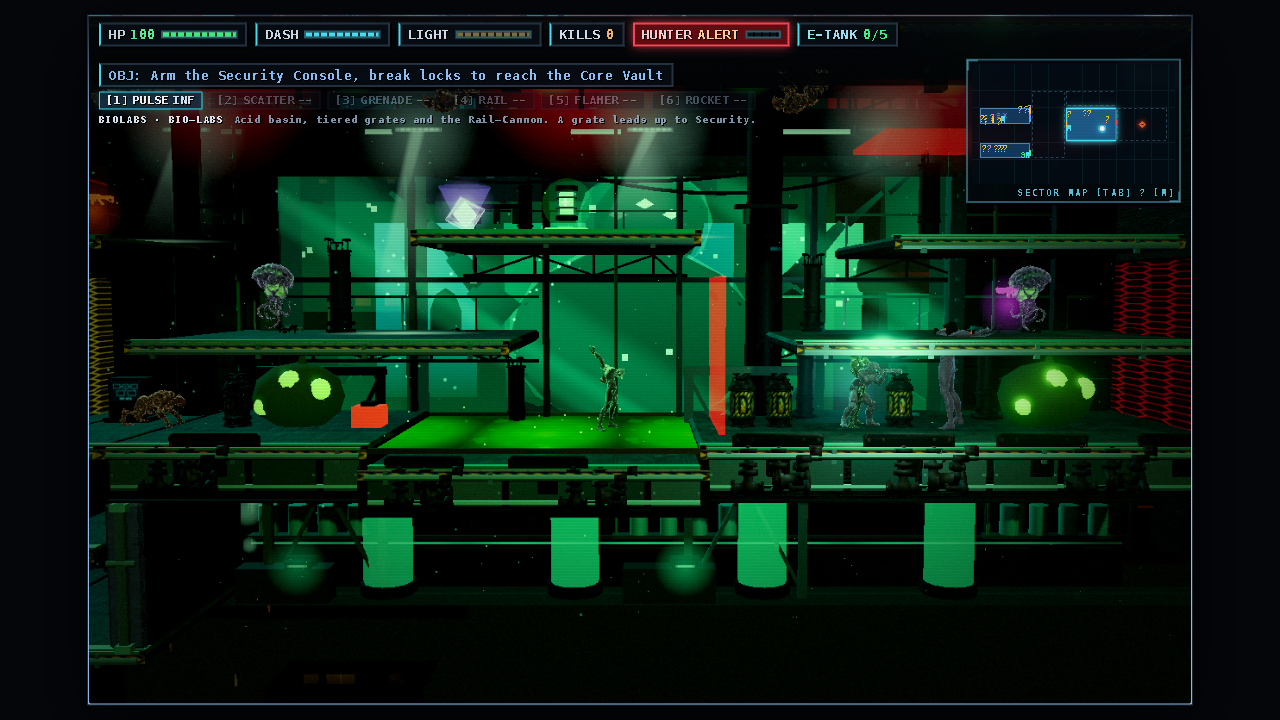 HP 100 DASH LIGHT KILLS 0 HUNTER ALERT E-TANK 0/5
OBJ: Arm the Security Console, break locks to reach the Core Vault
[1] PULSE INF [2] SCATTER -- [3] GRENADE -- [4] RAIL -- [5] FLAMER -- [6] ROCKET --
BIOLABS · BIO-LABS Acid basin, tiered grates and the Rail-Cannon. A grate leads up to Security.
SECTOR MAP [TAB] ? [M]